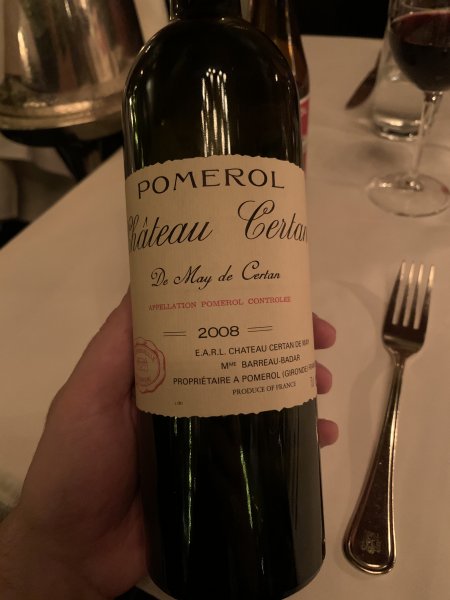 POMEROL
Château Certan
De May de Certan
APPELLATION POMEROL CONTROLEE
2008
E.A.R.L. CHATEAU CERTAN DE MAY
Mme BARREAU-BADAR
PROPRIÉTAIRE A POMEROL (GIRONDE)
PRODUCE OF FRANCE